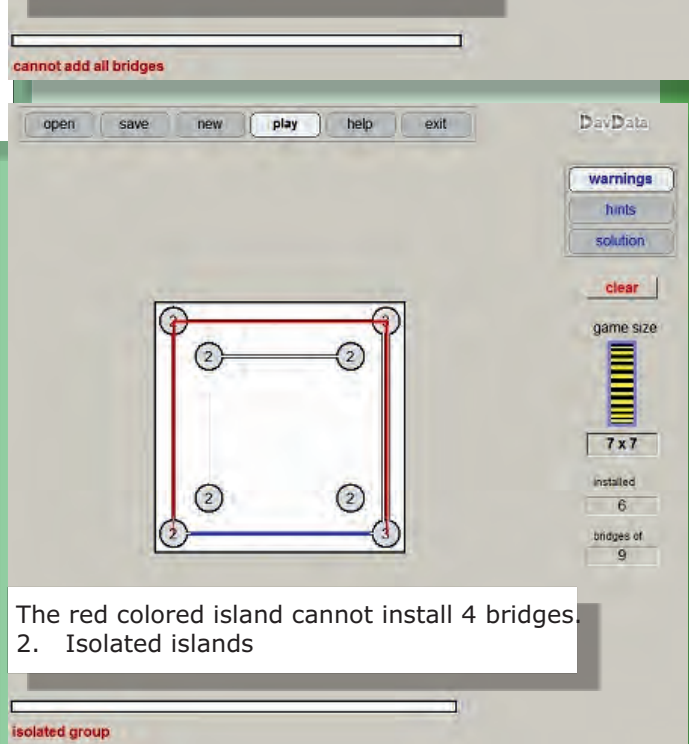 cannot add all bridges
open save new play help exit DavData
warnings
hints
solution
clear
game size
2 3
2 2
7 x 7
installed
2 2
6
2 3
bridges of
9
The red colored island cannot install 4 bridges.
2. Isolated islands
isolated group